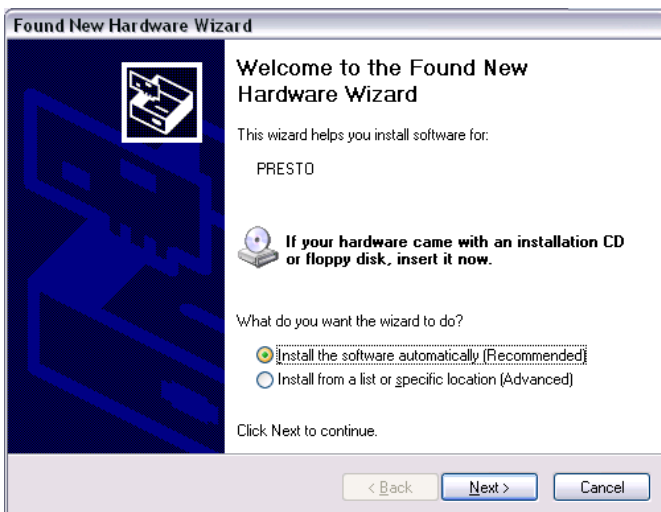 Found New Hardware Wizard
Welcome to the Found New
Hardware Wizard
This wizard helps you install software for:
PRESTO
If your hardware came with an installation CD
or floppy disk, insert it now.
What do you want the wizard to do?
Install the software automatically (Recommended)
Install from a list or specific location (Advanced)
Click Next to continue.
< Back
Next >
Cancel